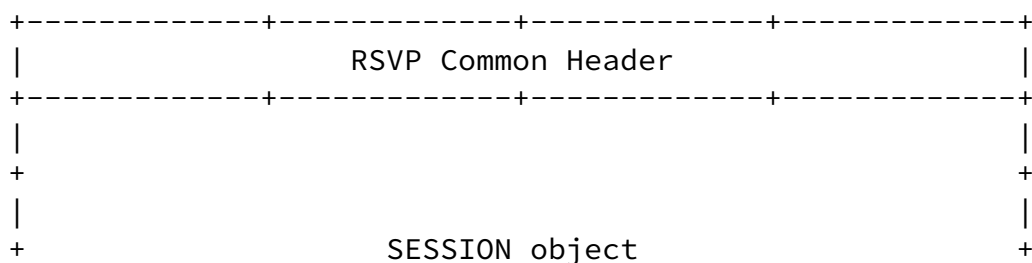 +-------------+-------------+-------------+-------------+
|                   RSVP Common Header                  |
+-------------+-------------+-------------+-------------+
|                                                       |
+                                                       +
|                                                       |
+                     SESSION object                    +